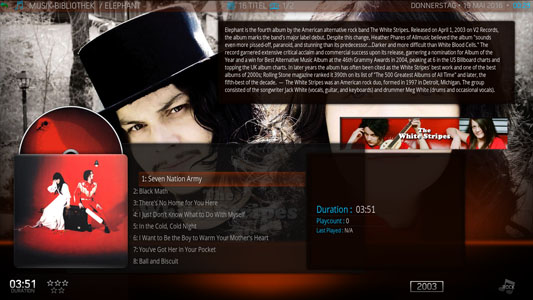 MUSIK-BIBLIOTHEK / ELEPHANT
16 TITEL
1/2
DONNERSTAG • 19 MAI 2016 •
Elephant is the fourth album by the American alternative rock band The White Stripes. Released on April 1, 2003 on V2 Records,
the album marks the band's major label debut. Despite this change, Heather Phares of Allmusic believed the album "sounds
even more pissed-off, paranoid, and stunning than its predecessor...Darker and more difficult than White Blood Cells." The
record garnered extensive critical acclaim and commercial success upon its release, garnering a nomination for Album of the
Year and a win for Best Alternative Music Album at the 46th Grammy Awards in 2004, peaking at 6 in the US Billboard charts and
topping the UK album charts. In later years the album has often been cited as the White Stripes' best work and one of the best
albums of 2000s; Rolling Stone magazine ranked it 390th on its list of "The 500 Greatest Albums of All Time" and later, the
fifth-best of the decade. — The White Stripes was an American rock duo, formed in 1997 in Detroit, Michigan. The group
consisted of the songwriter Jack White (vocals, guitar, and keyboards) and drummer Meg White (drums and occasional vocals).
The
White Stripes
1: Seven Nation Army
2: Black Math
3: There's No Home for You Here
4: I Just Don't Know What to Do With Myself
5: In the Cold, Cold Night
6: I Want to Be the Boy to Warm Your Mother's Heart
7: You've Got Her in Your Pocket
8: Ball and Biscuit
Duration : 03:51
Playcount : 0
Last Played : N/A
03:51
DURATION
2003
ROCK